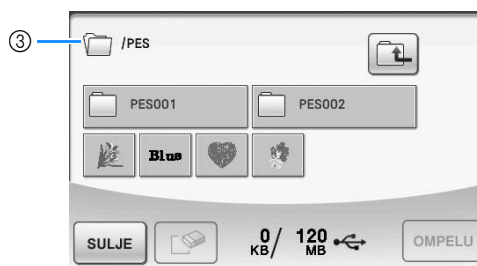 ③ /PES
PES001 PES002
Blue
SULJE 0 KB / 120 MB OMPELU